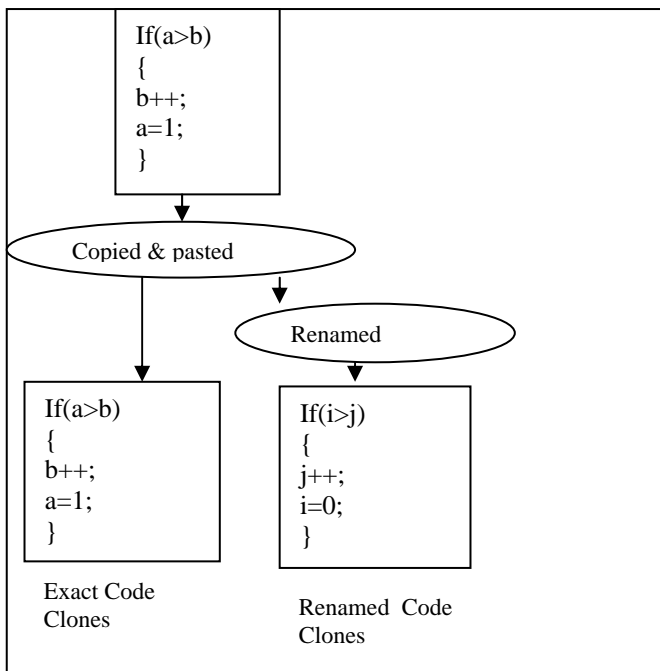 If(a>b)
{
b++;
a=1;
}
Copied & pasted
Renamed
If(a>b)
{
b++;
a=1;
}
If(i>j)
{
j++;
i=0;
}
Exact Code
Clones
Renamed Code
Clones